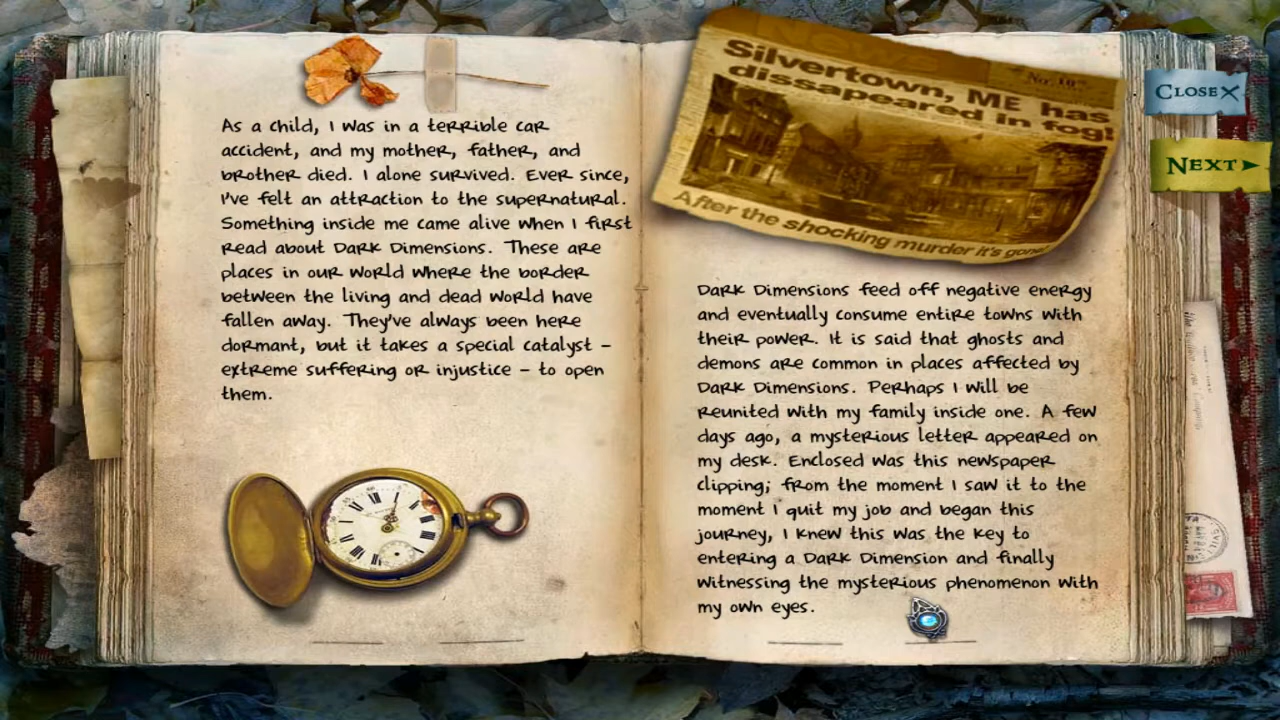 As a child, I was in a terrible car
accident, and my mother, father, and
brother died. I alone survived. Ever since,
I've felt an attraction to the supernatural.
Something inside me came alive when I first
read about Dark Dimensions. These are
places in our world where the border
between the living and dead world have
fallen away. They've always been here
dormant, but it takes a special catalyst –
extreme suffering or injustice – to open
them.
News
Silvertown, ME has
dissapeared in fog!
After the shocking murder it's gone!
Dark Dimensions feed off negative energy
and eventually consume entire towns with
their power. It is said that ghosts and
demons are common in places affected by
Dark Dimensions. Perhaps I will be
reunited with my family inside one. A few
days ago, a mysterious letter appeared on
my desk. Enclosed was this newspaper
clipping; from the moment I saw it to the
moment I quit my job and began this
journey, I knew this was the key to
entering a Dark Dimension and finally
witnessing the mysterious phenomenon with
my own eyes.
CLOSE X
NEXT